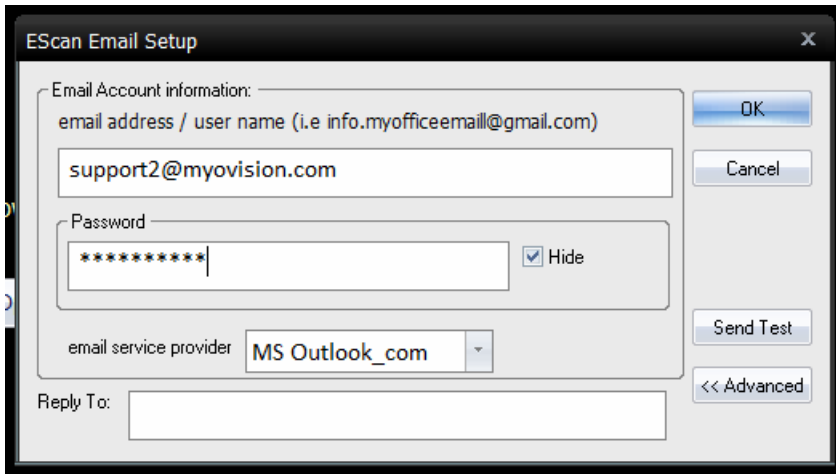 EScan Email Setup x
Email Account information:
email address / user name (i.e info.myofficeemaill@gmail.com)
OK
support2@myovision.com
Cancel
Password
**********
Hide
Send Test
email service provider
MS Outlook_com
<< Advanced
Reply To: